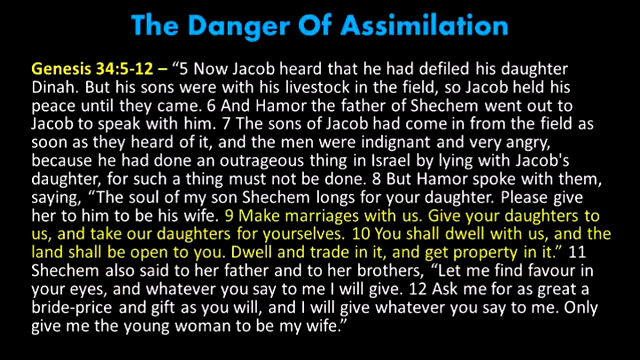 The Danger Of Assimilation
Genesis 34:5-12 – “5 Now Jacob heard that he had defiled his daughter
Dinah. But his sons were with his livestock in the field, so Jacob held his
peace until they came. 6 And Hamor the father of Shechem went out to
Jacob to speak with him. 7 The sons of Jacob had come in from the field as
soon as they heard of it, and the men were indignant and very angry,
because he had done an outrageous thing in Israel by lying with Jacob's
daughter, for such a thing must not be done. 8 But Hamor spoke with them,
saying, “The soul of my son Shechem longs for your daughter. Please give
her to him to be his wife. 9 Make marriages with us. Give your daughters to
us, and take our daughters for yourselves. 10 You shall dwell with us, and the
land shall be open to you. Dwell and trade in it, and get property in it.” 11
Shechem also said to her father and to her brothers, “Let me find favour in
your eyes, and whatever you say to me I will give. 12 Ask me for as great a
bride-price and gift as you will, and I will give whatever you say to me. Only
give me the young woman to be my wife.”